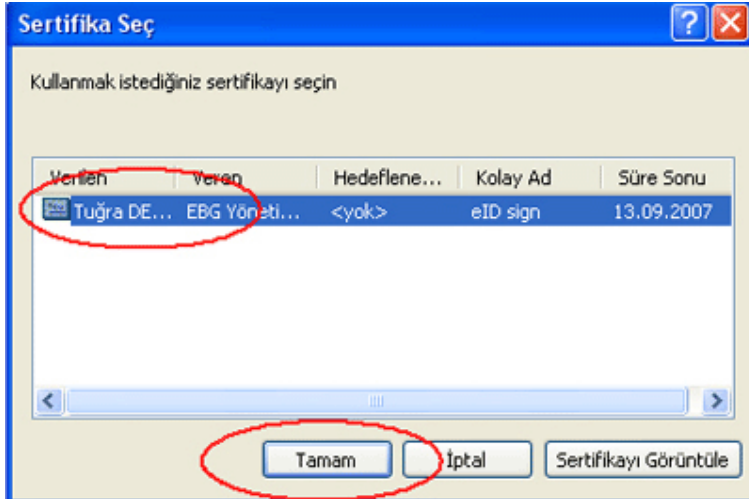 Sertifika Seç
Kullanmak istediğiniz sertifikayı seçin
Verilen Veren Hedeflene... Kolay Ad Süre Sonu
Tuğra DE... EBG Yöneti... <yok> eID sign 13.09.2007
Tamam İptal Sertifikayı Görüntüle